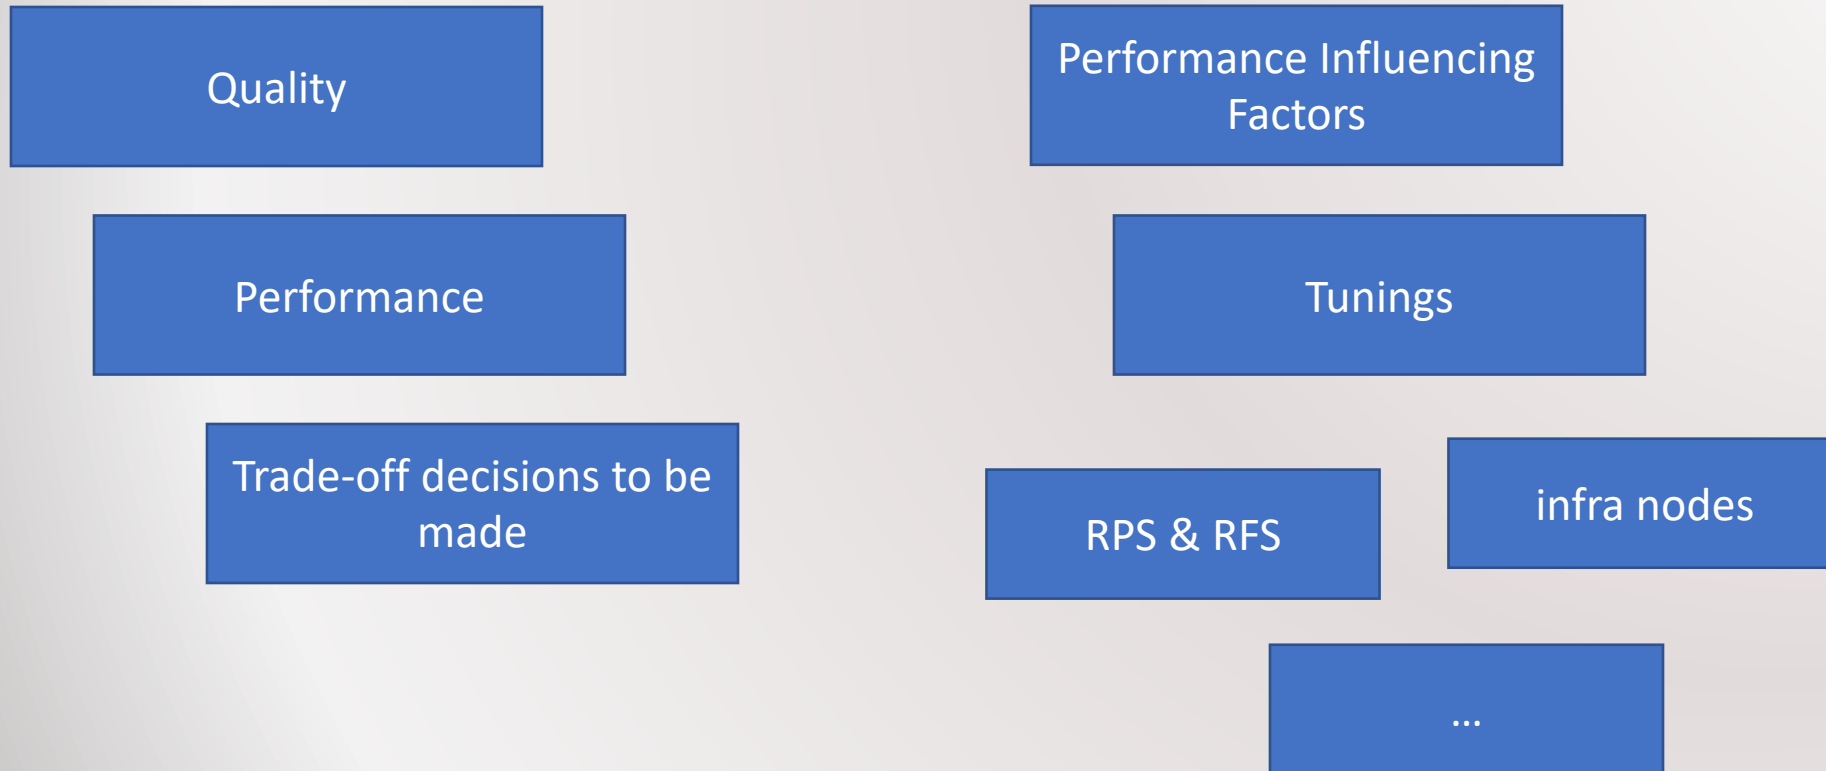 Quality
Performance
Trade-off decisions to be
made
Performance Influencing
Factors
Tunings
RPS & RFS
infra nodes
...